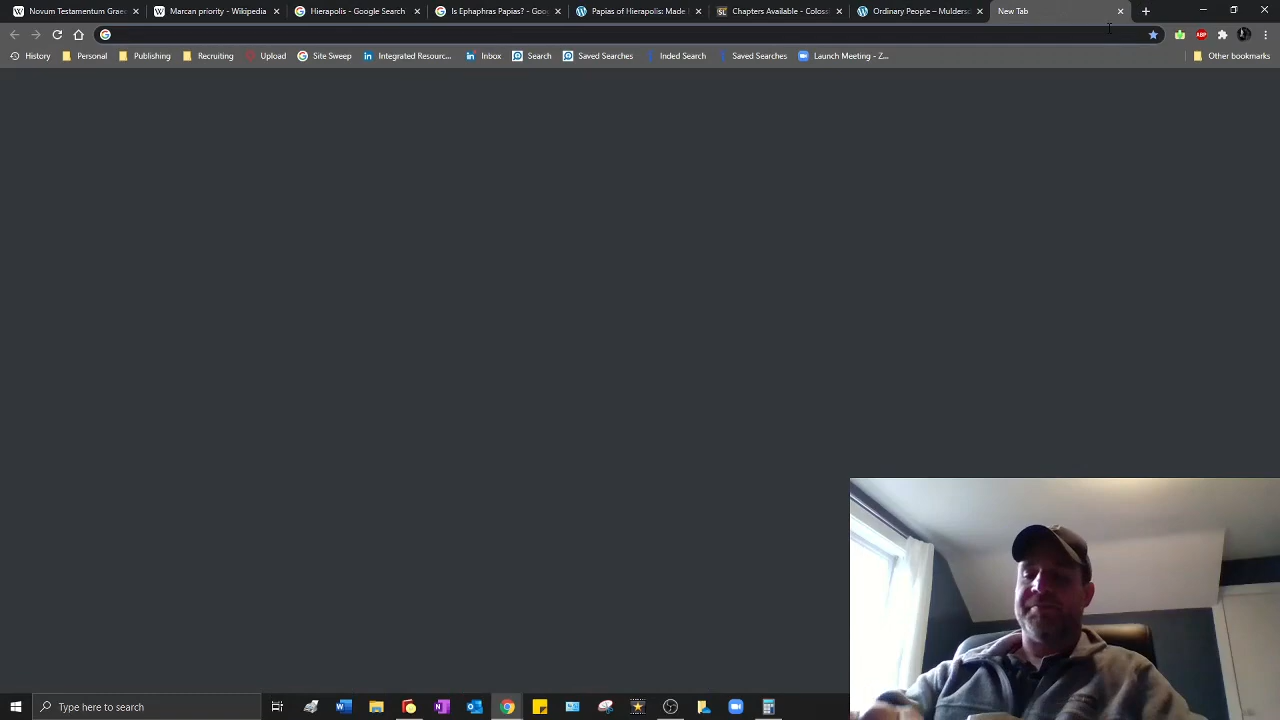 Novum Testamentum Grae
Marcan priority - Wikipedia
Hierapolis - Google Search
Is Ephaphras Papias? - Goo
Papias of Hierapolis: Made
Chapters Available - Coloss
Ordinary People – Mulders
New Tab
History
Personal
Publishing
Recruiting
Upload
Site Sweep
Integrated Resourc...
Inbox
Search
Saved Searches
Inded Search
Saved Searches
Launch Meeting - Z...
Other bookmarks
Type here to search